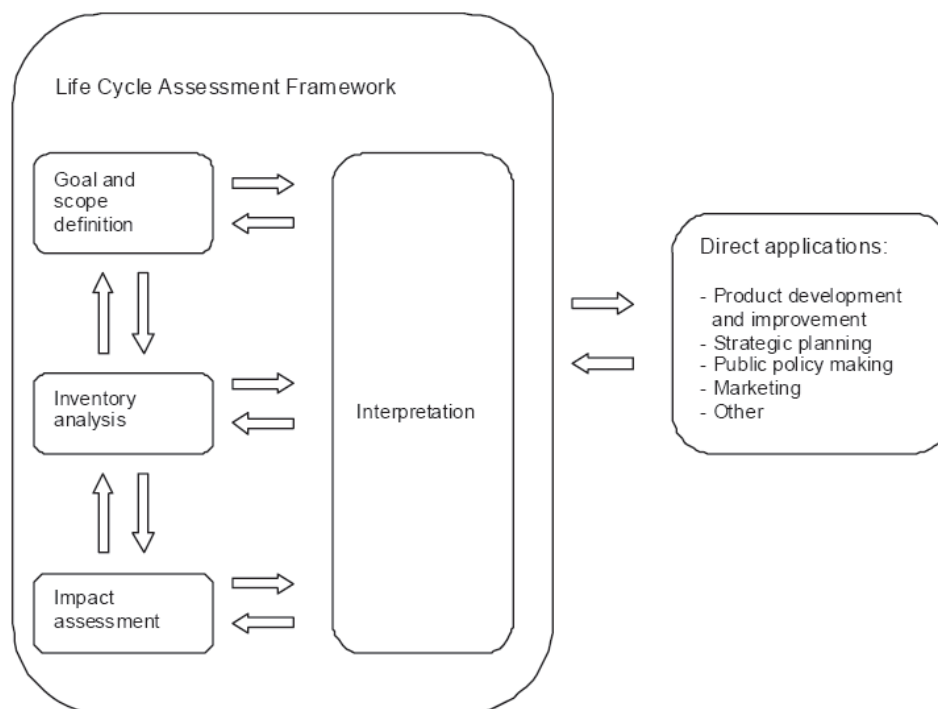 Life Cycle Assessment Framework
Goal and
scope
definition
Inventory
analysis
Impact
assessment
Interpretation
Direct applications:
- Product development
and improvement
- Strategic planning
- Public policy making
- Marketing
- Other